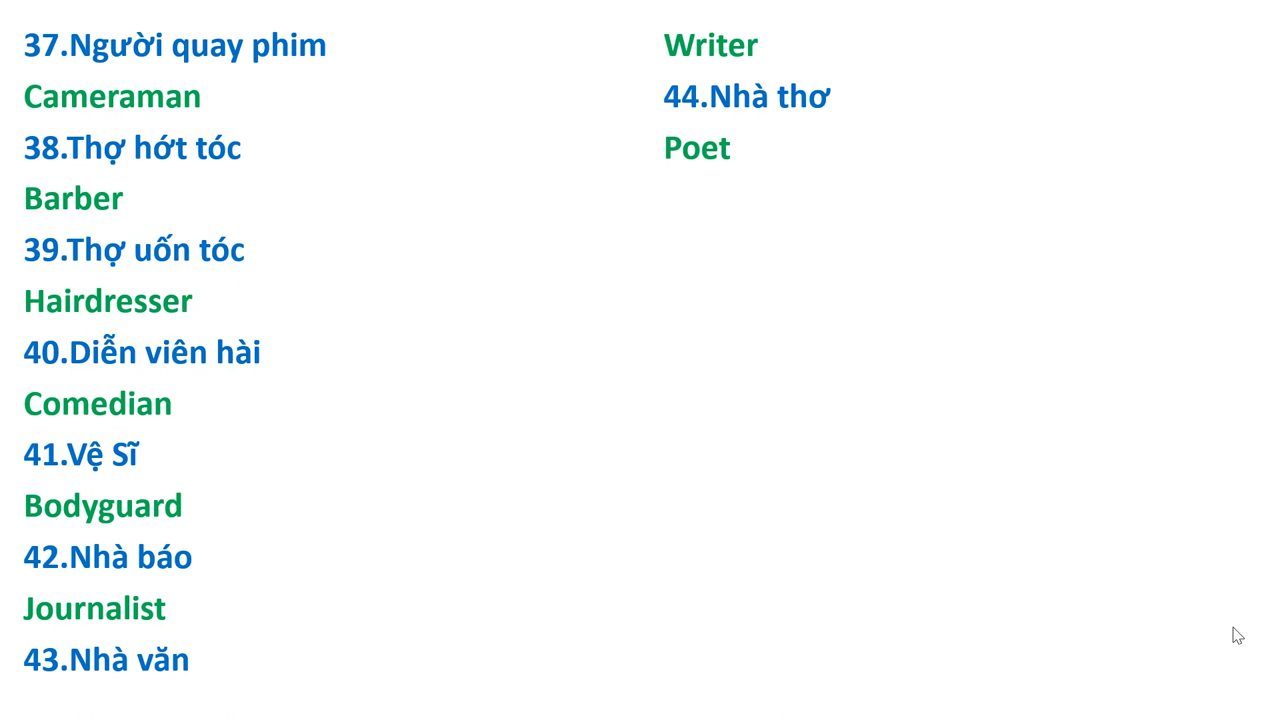 37.Người quay phim
Cameraman
38.Thợ hớt tóc
Barber
39.Thợ uốn tóc
Hairdresser
40.Diễn viên hài
Comedian
41.Vệ Sĩ
Bodyguard
42.Nhà báo
Journalist
43.Nhà văn
Writer
44.Nhà thơ
Poet